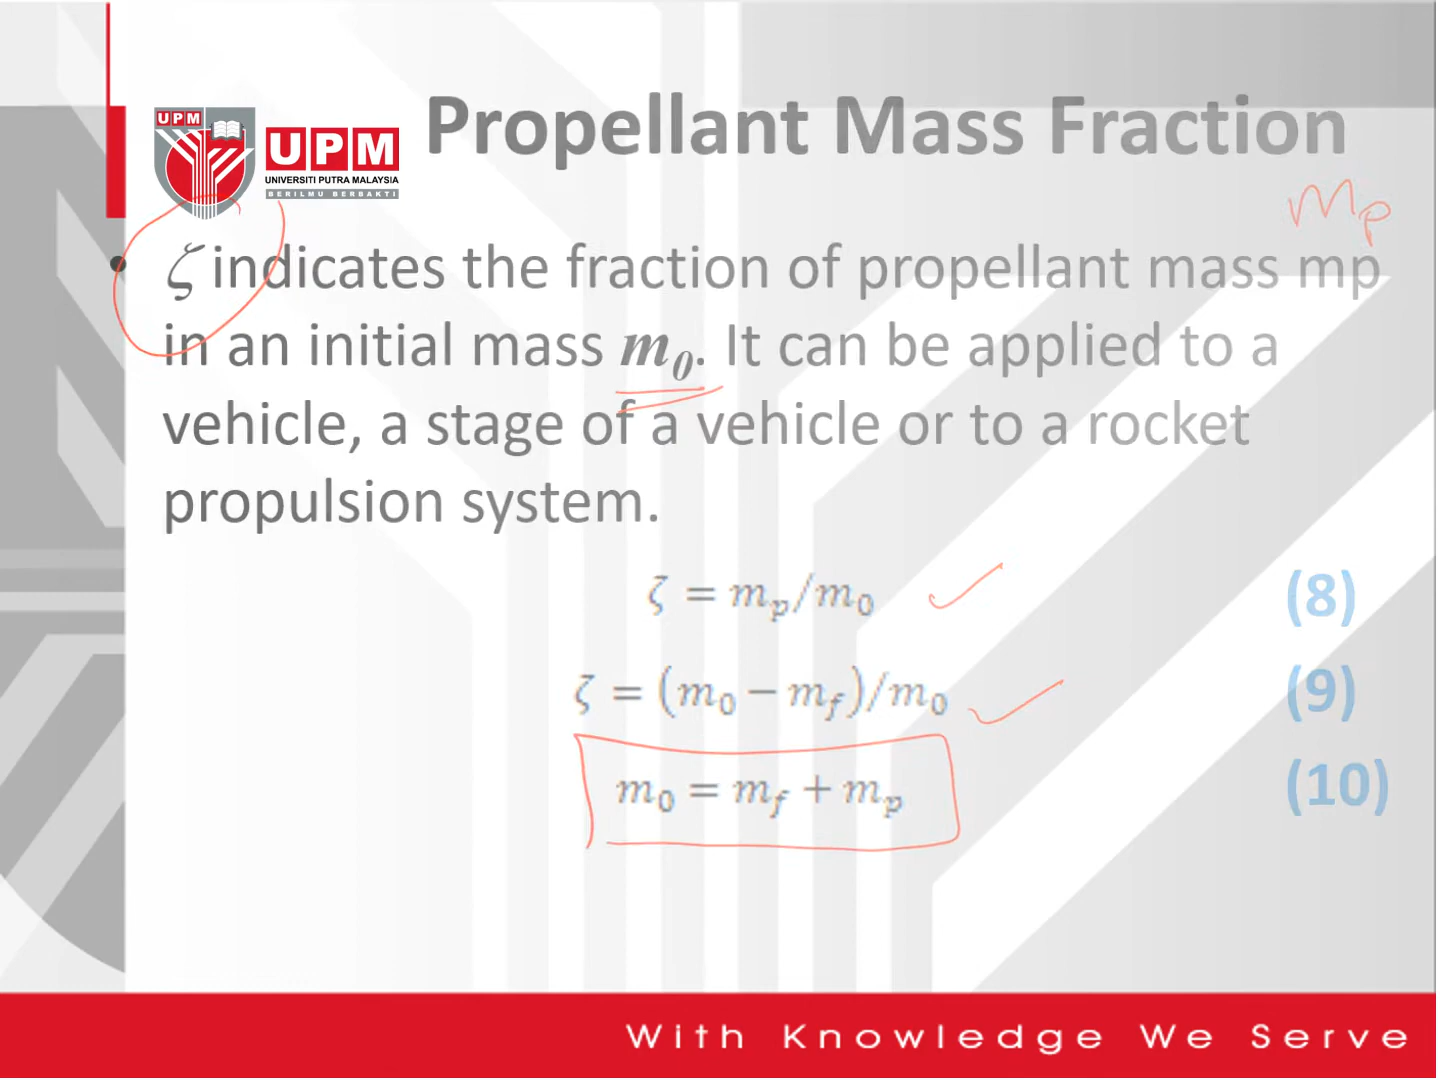 UPM
UPM
UNIVERSITI PUTRA MALAYSIA
BERILMU BERBAKTI
Propellant Mass Fraction
mp
• ζ indicates the fraction of propellant mass mp
in an initial mass m₀. It can be applied to a
vehicle, a stage of a vehicle or to a rocket
propulsion system.
ζ = mₚ/m₀ (8)
ζ = (m₀ − m_f)/m₀ (9)
m₀ = m_f + mₚ (10)
With Knowledge We Serve